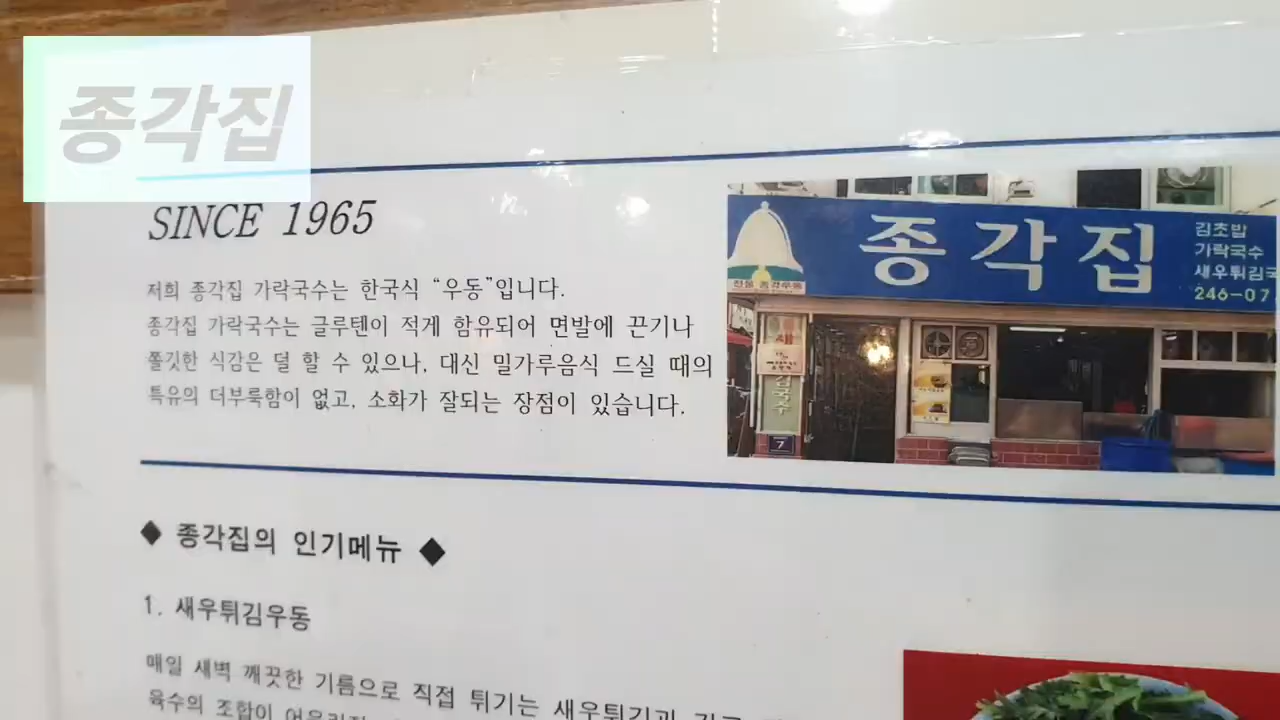 종각집
SINCE 1965
저희 종각집 가락국수는 한국식 “우동”입니다.
종각집 가락국수는 글루텐이 적게 함유되어 면발에 끈기나
쫄깃한 식감은 덜 할 수 있으나, 대신 밀가루음식 드실 때의
특유의 더부룩함이 없고, 소화가 잘되는 장점이 있습니다.
종각집
김초밥
가락국수
새우튀김국
246-07
전통 종각우동
7
◆ 종각집의 인기메뉴 ◆
1. 새우튀김우동
매일 새벽 깨끗한 기름으로 직접 튀기는 새우튀김과
육수의 조합이